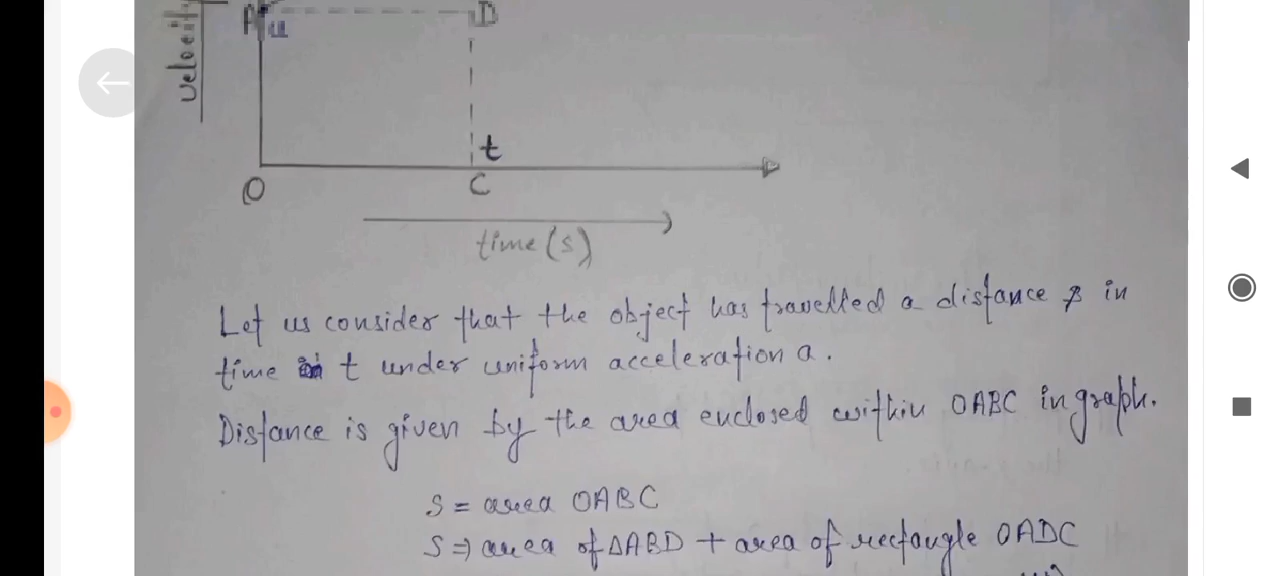 Velocity
A u D
t
O C
time (s)
Let us consider that the object has travelled a distance s in
time t under uniform acceleration a.
Distance is given by the area enclosed within OABC in graph.
S = area OABC
S ⇒ area of ΔABD + area of rectangle OADC